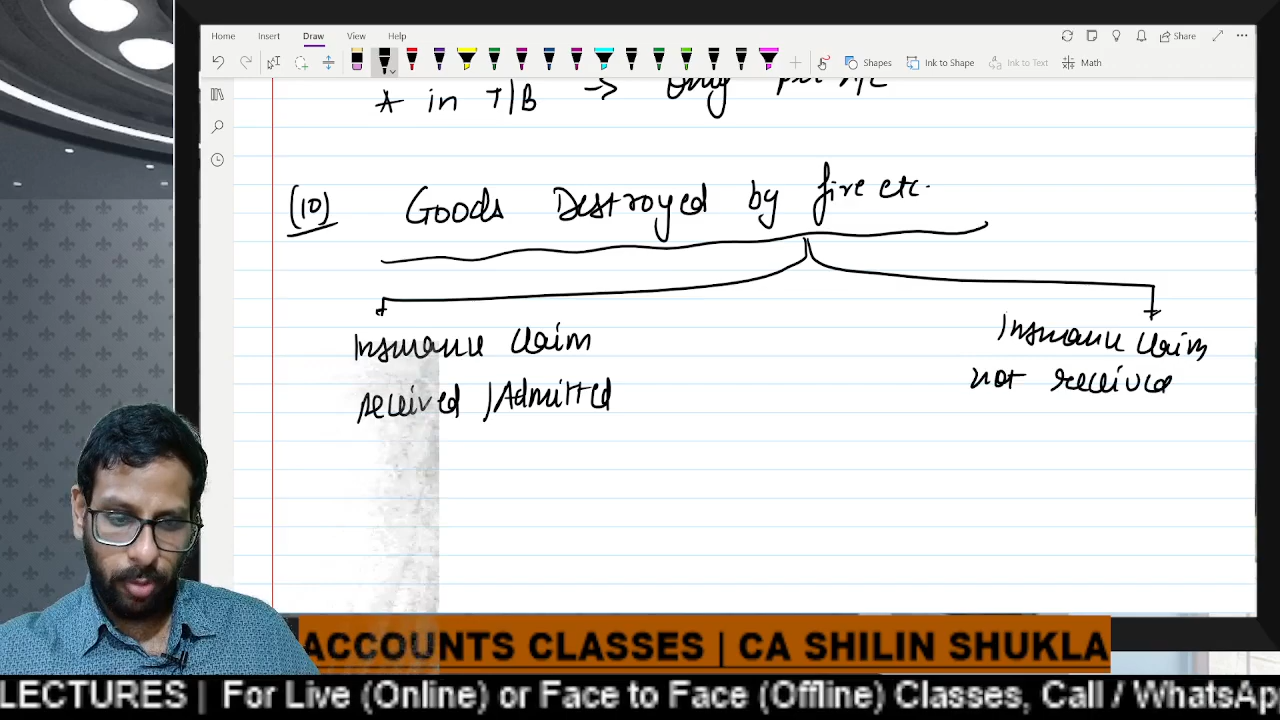 Home Insert Draw View Help
Share
Shapes Ink to Shape Ink to Text Math
* in T/B → Only per A/c
(10) Goods Destroyed by fire etc.
Insurance Claim Insurance Claim
received /Admitted not received
ACCOUNTS CLASSES | CA SHILIN SHUKLA
LECTURES | For Live (Online) or Face to Face (Offline) Classes, Call / WhatsAp